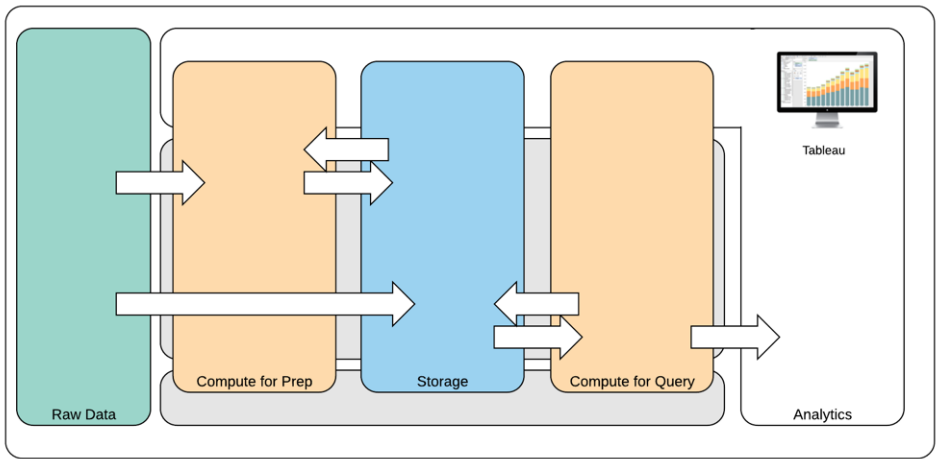 Tableau
Compute for Prep
Storage
Compute for Query
Raw Data
Analytics